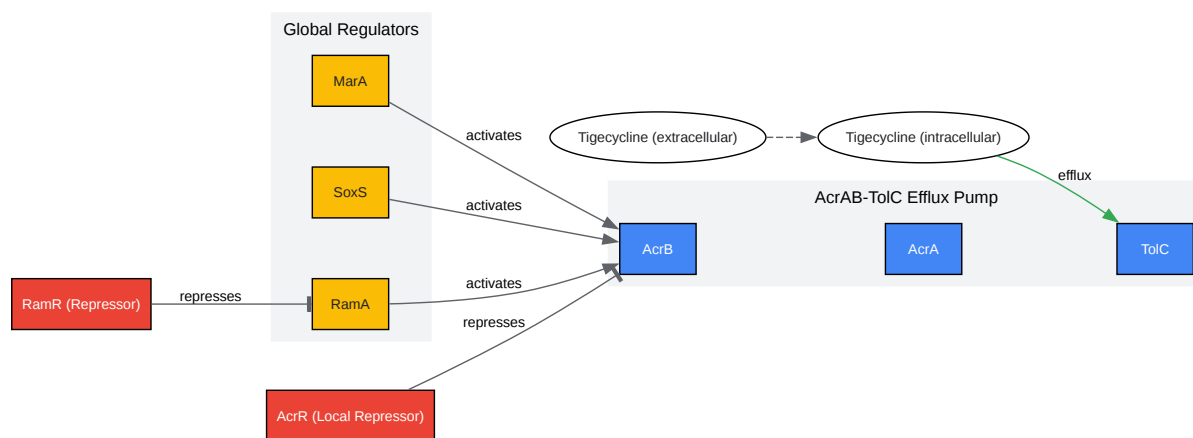 Global Regulators
MarA
activates
Tigecycline (extracellular)
Tigecycline (intracellular)
efflux
SoxS
activates
AcrAB-TolC Efflux Pump
AcrB
AcrA
TolC
RamR (Repressor)
represses
RamA
activates
represses
AcrR (Local Repressor)